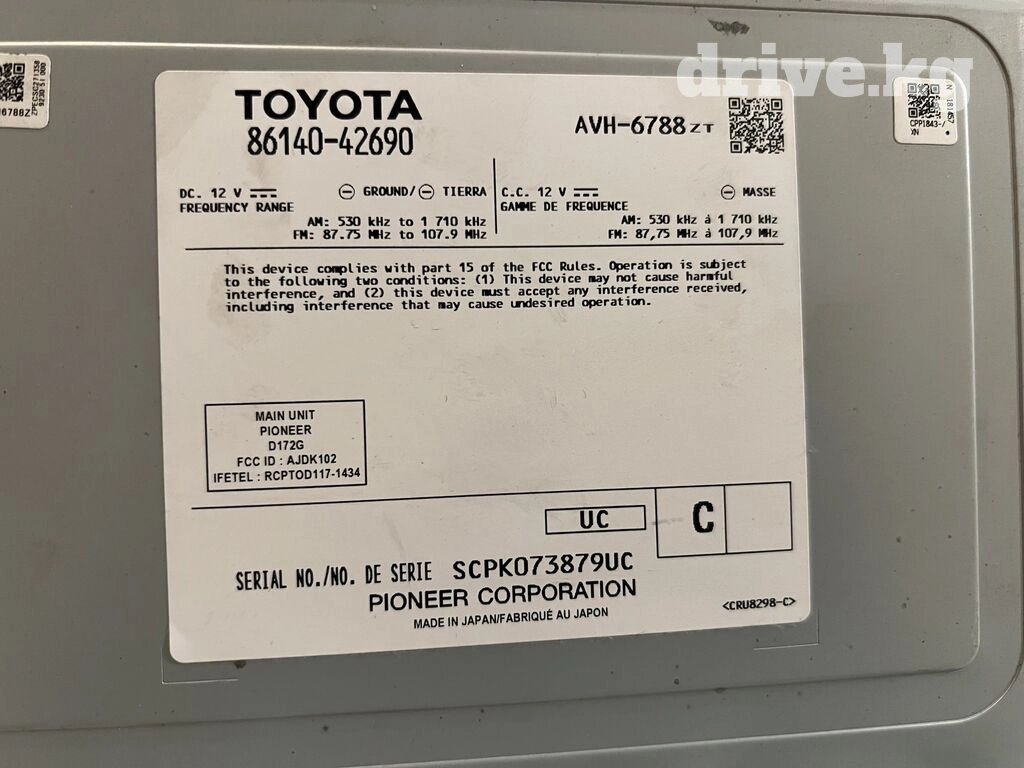 drive.kg
6788Z
ZPECSC271358
9230'51 000
N 181J57
CPP1843-/
XN
TOYOTA
86140-42690
AVH-6788ZT
DC. 12 V
GROUND/ TIERRA
FREQUENCY RANGE
AM: 530 kHz to 1 710 kHz
FM: 87.75 MHz to 107.9 MHz
C.C. 12 V
MASSE
GAMME DE FREQUENCE
AM: 530 kHz à 1 710 kHz
FM: 87,75 MHz à 107,9 MHz
This device complies with part 15 of the FCC Rules. Operation is subject
to the following two conditions: (1) This device may not cause harmful
interference, and (2) this device must accept any interference received,
including interference that may cause undesired operation.
MAIN UNIT
PIONEER
D172G
FCC ID : AJDK102
IFETEL : RCPTOD117-1434
UC
C
SERIAL NO./NO. DE SERIE SCPK073879UC
PIONEER CORPORATION
MADE IN JAPAN/FABRIQUÉ AU JAPON
<CRU8298-C>